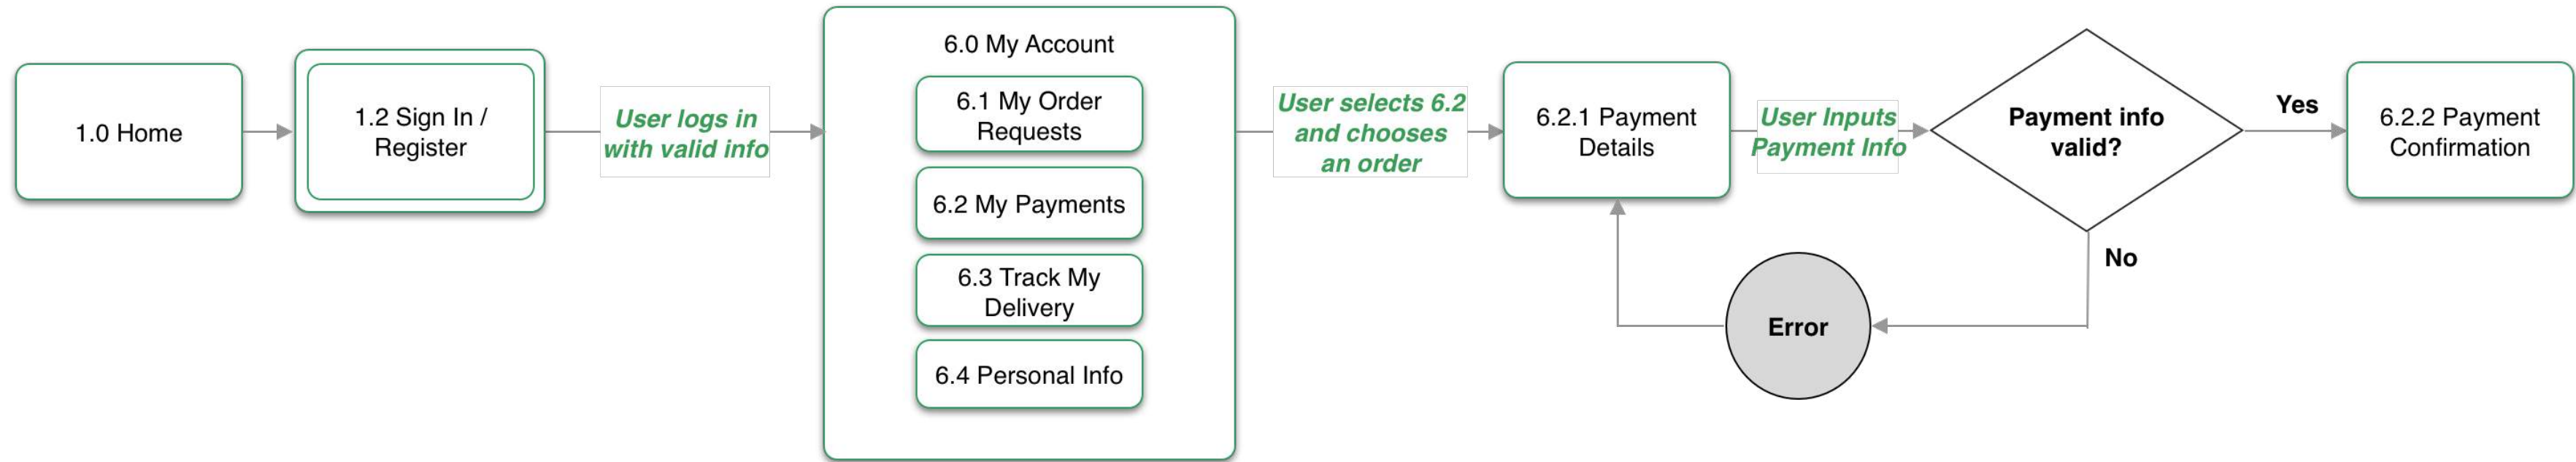 1.0 Home
1.2 Sign In /
Register
User logs in
with valid info
6.0 My Account
6.1 My Order
Requests
6.2 My Payments
6.3 Track My
Delivery
6.4 Personal Info
User selects 6.2
and chooses
an order
6.2.1 Payment
Details
User Inputs
Payment Info
Payment info
valid?
Yes
6.2.2 Payment
Confirmation
No
Error